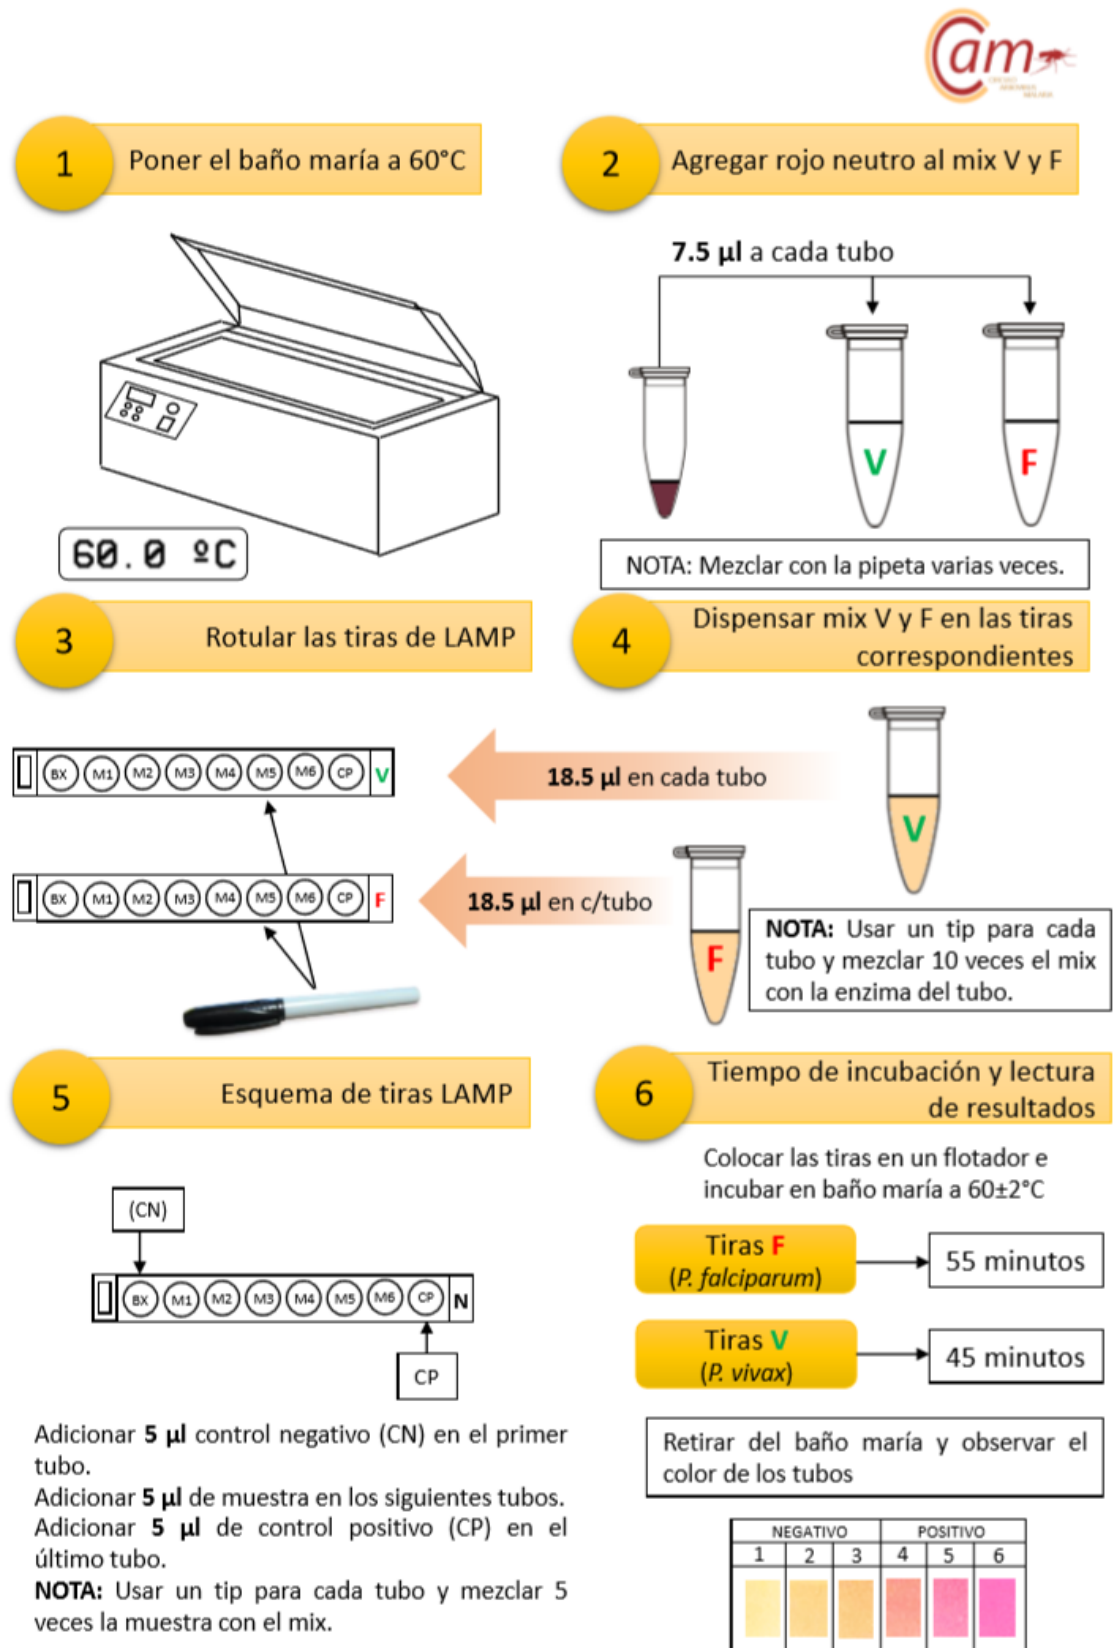 Cam
1
Poner el baño maría a 60°C
2
Agregar rojo neutro al mix V y F
7.5 µl a cada tubo
V
F
60.0 ºC
NOTA: Mezclar con la pipeta varias veces.
3
Rotular las tiras de LAMP
4
Dispensar mix V y F en las tiras
correspondientes
BX M1 M2 M3 M4 M5 M6 CP V
18.5 µl en cada tubo
V
BX M1 M2 M3 M4 M5 M6 CP F
18.5 µl en c/tubo
F
NOTA: Usar un tip para cada
tubo y mezclar 10 veces el mix
con la enzima del tubo.
5
Esquema de tiras LAMP
6
Tiempo de incubación y lectura
de resultados
(CN)
BX M1 M2 M3 M4 M5 M6 CP N
CP
Adicionar 5 µl control negativo (CN) en el primer
tubo.
Adicionar 5 µl de muestra en los siguientes tubos.
Adicionar 5 µl de control positivo (CP) en el
último tubo.
NOTA: Usar un tip para cada tubo y mezclar 5
veces la muestra con el mix.
Colocar las tiras en un flotador e
incubar en baño maría a 60±2°C
Tiras F
(P. falciparum)
55 minutos
Tiras V
(P. vivax)
45 minutos
Retirar del baño maría y observar el
color de los tubos
NEGATIVO POSITIVO
1 2 3 4 5 6